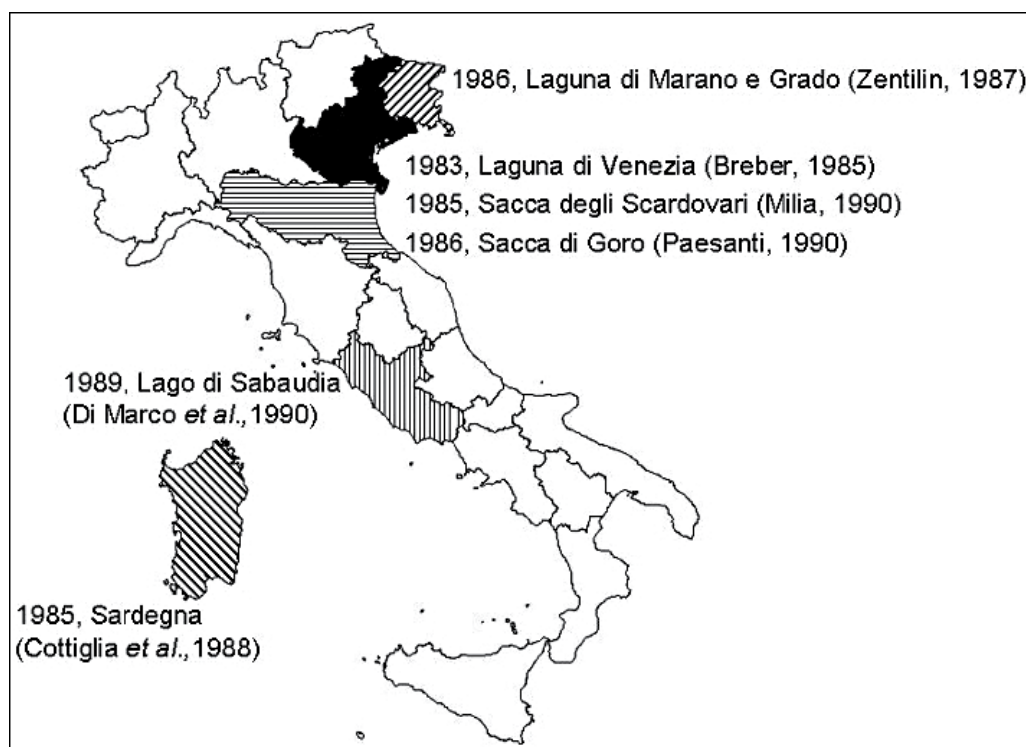 1986, Laguna di Marano e Grado (Zentilin, 1987)
1983, Laguna di Venezia (Breber, 1985)
1985, Sacca degli Scardovari (Milia, 1990)
1986, Sacca di Goro (Paesanti, 1990)
1989, Lago di Sabaudia
(Di Marco et al.,1990)
1985, Sardegna
(Cottiglia et al.,1988)